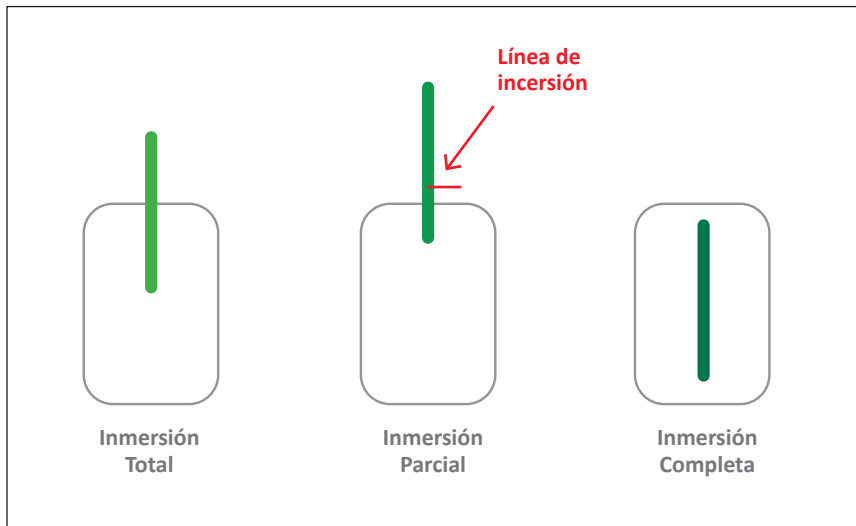 Línea de
incersión
Inmersión
Total
Inmersión
Parcial
Inmersión
Completa